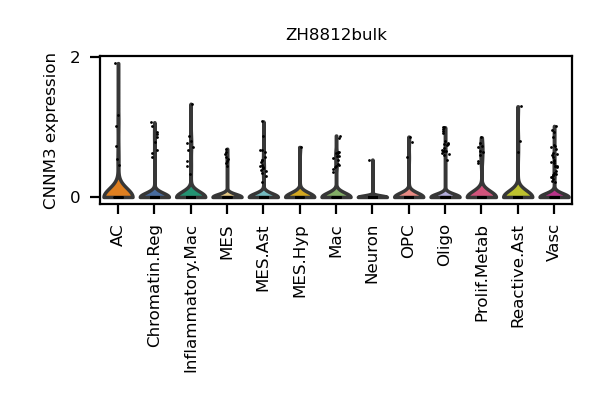 ZH8812bulk
CNNM3 expression
2
0
AC
Chromatin.Reg
Inflammatory.Mac
MES
MES.Ast
MES.Hyp
Mac
Neuron
OPC
Oligo
Prolif.Metab
Reactive.Ast
Vasc